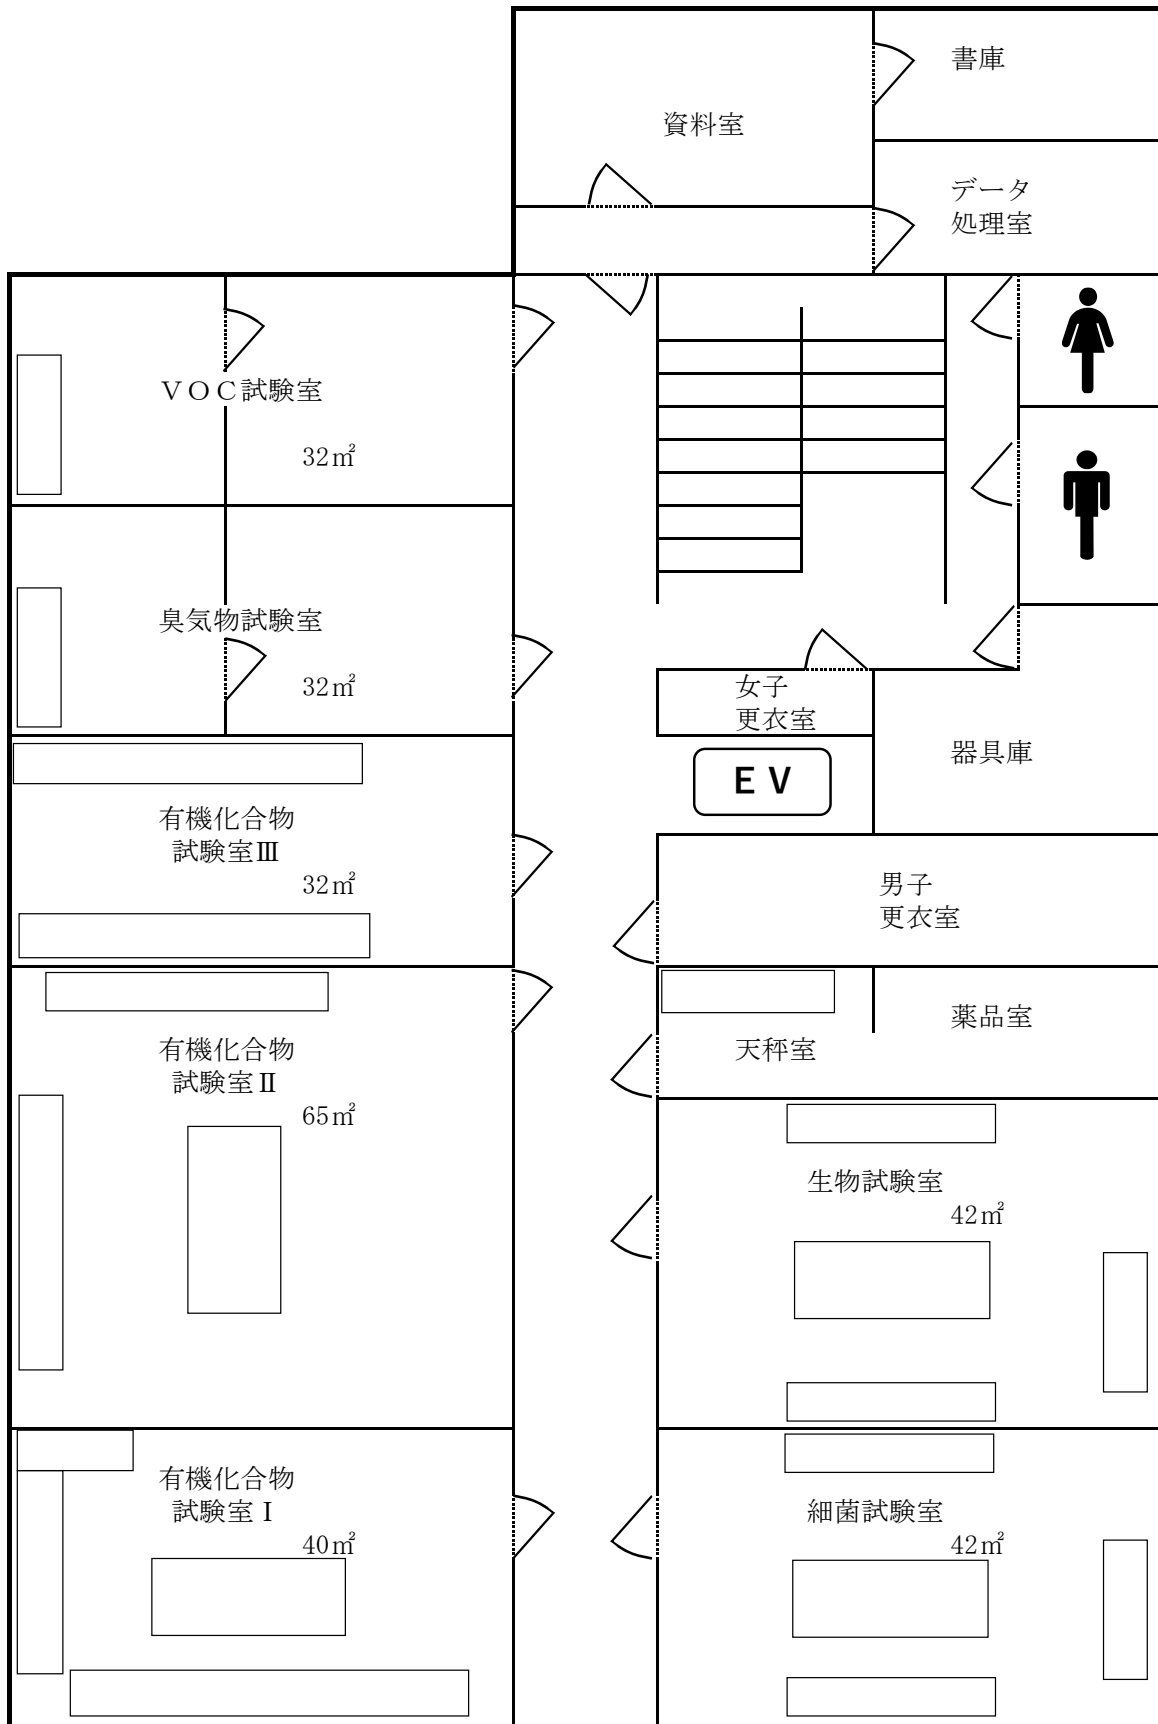 書庫
資料室
データ
処理室
ＶＯＣ試験室
32㎡
臭気物試験室
32㎡
女子
更衣室
ＥＶ
器具庫
有機化合物
試験室Ⅲ
32㎡
男子
更衣室
有機化合物
試験室Ⅱ
65㎡
天秤室
薬品室
生物試験室
42㎡
有機化合物
試験室Ⅰ
40㎡
細菌試験室
42㎡